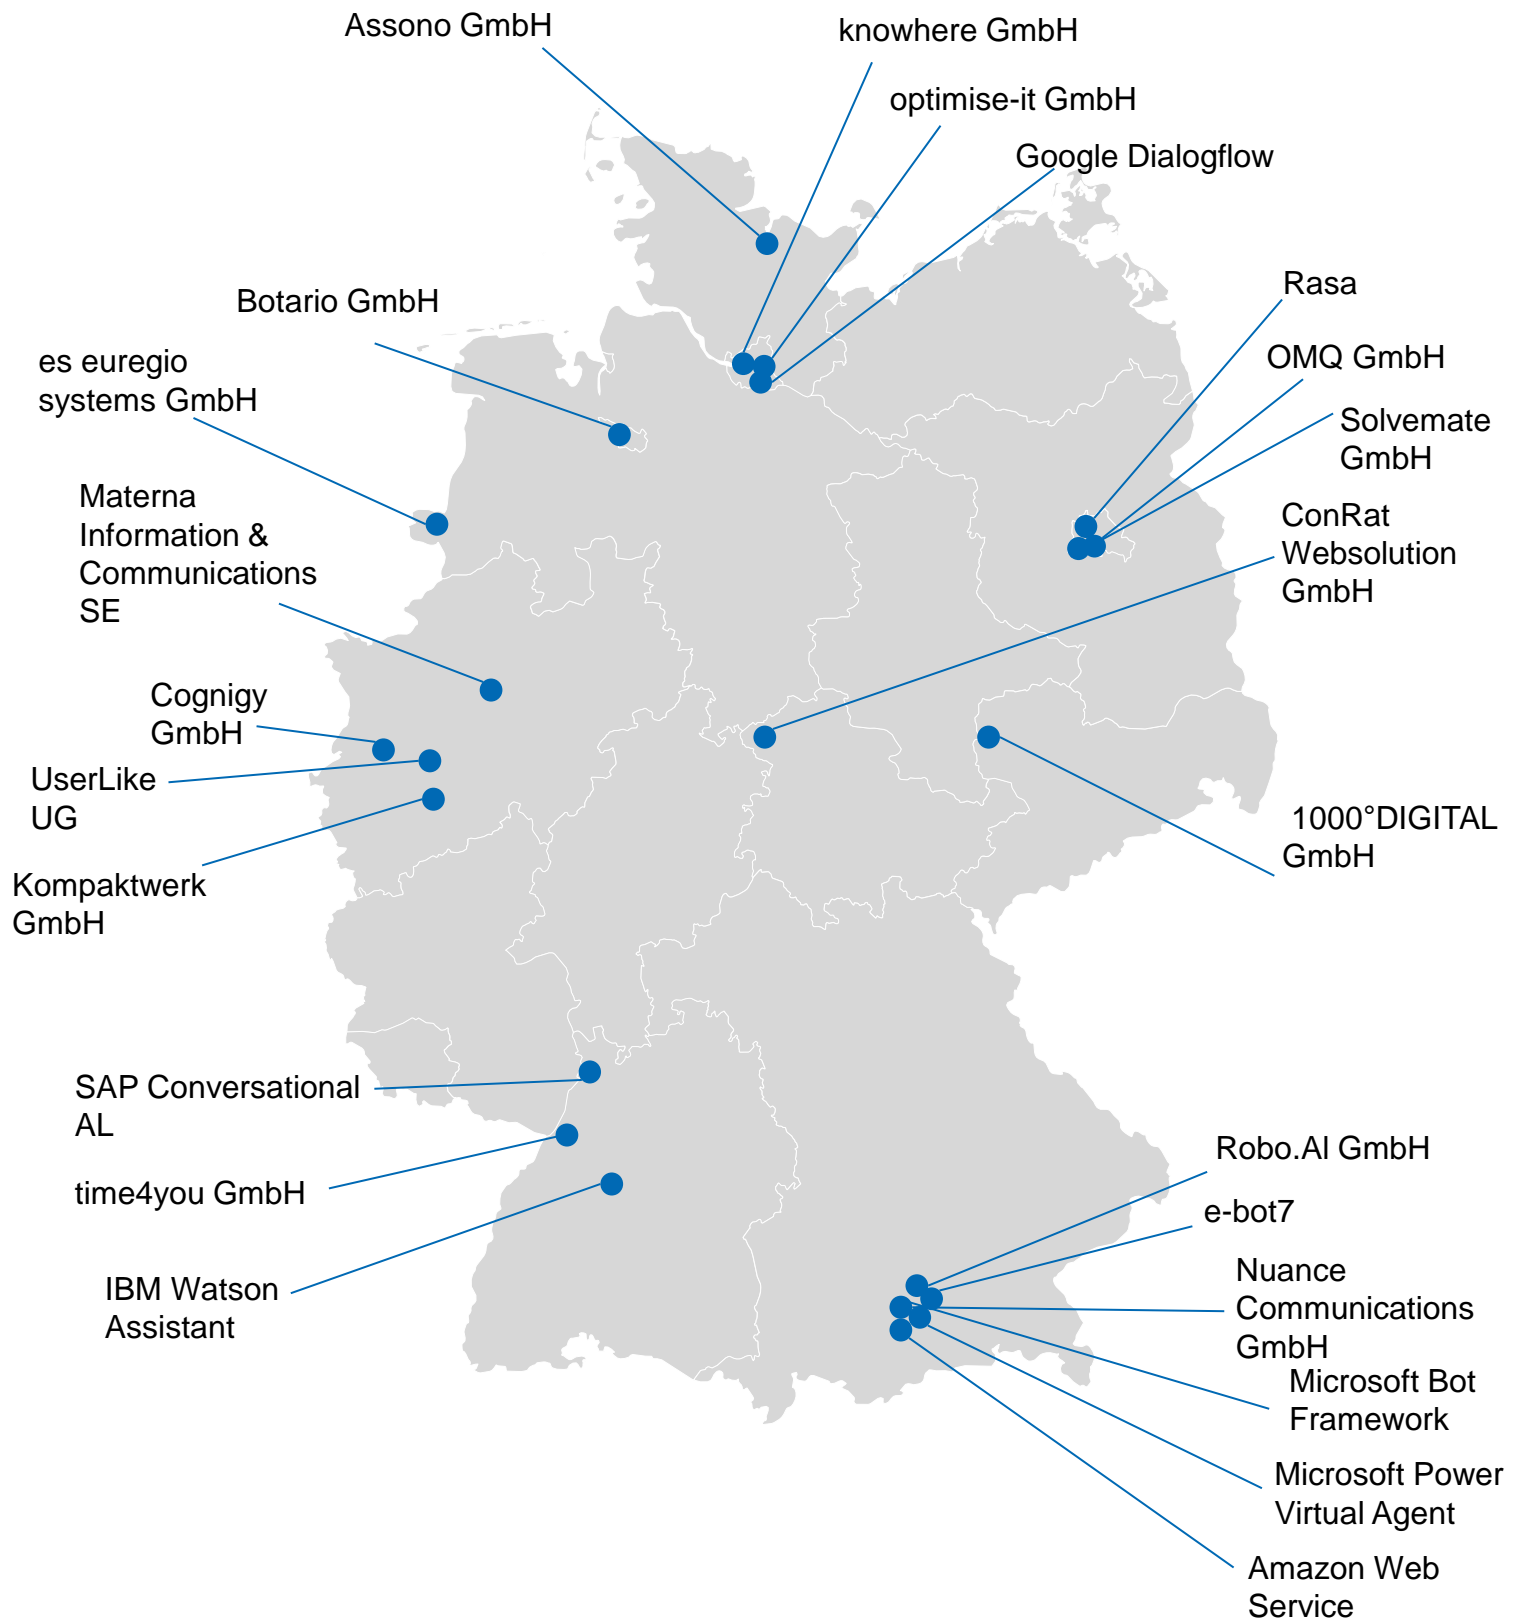 Assono GmbH
knowhere GmbH
optimise-it GmbH
Google Dialogflow
Rasa
Botario GmbH
OMQ GmbH
es euregio
systems GmbH
Solvemate
GmbH
Materna
Information &
Communications
SE
ConRat
Websolution
GmbH
Cognigy
GmbH
UserLike
UG
1000°DIGITAL
GmbH
Kompaktwerk
GmbH
SAP Conversational
AL
Robo.AI GmbH
time4you GmbH
e-bot7
IBM Watson
Assistant
Nuance
Communications
GmbH
Microsoft Bot
Framework
Microsoft Power
Virtual Agent
Amazon Web
Service